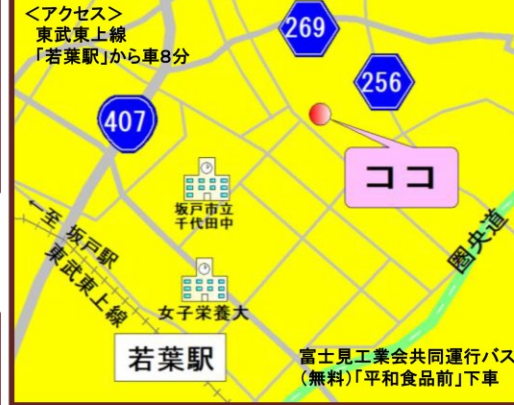 <アクセス>
東武東上線
「若葉駅」から車8分
269
256
407
ココ
坂戸市立
千代田中
←至 坂戸駅
東武東上線
圏央道
女子栄養大
若葉駅
富士見工業会共同運行バス
(無料)「平和食品前」下車